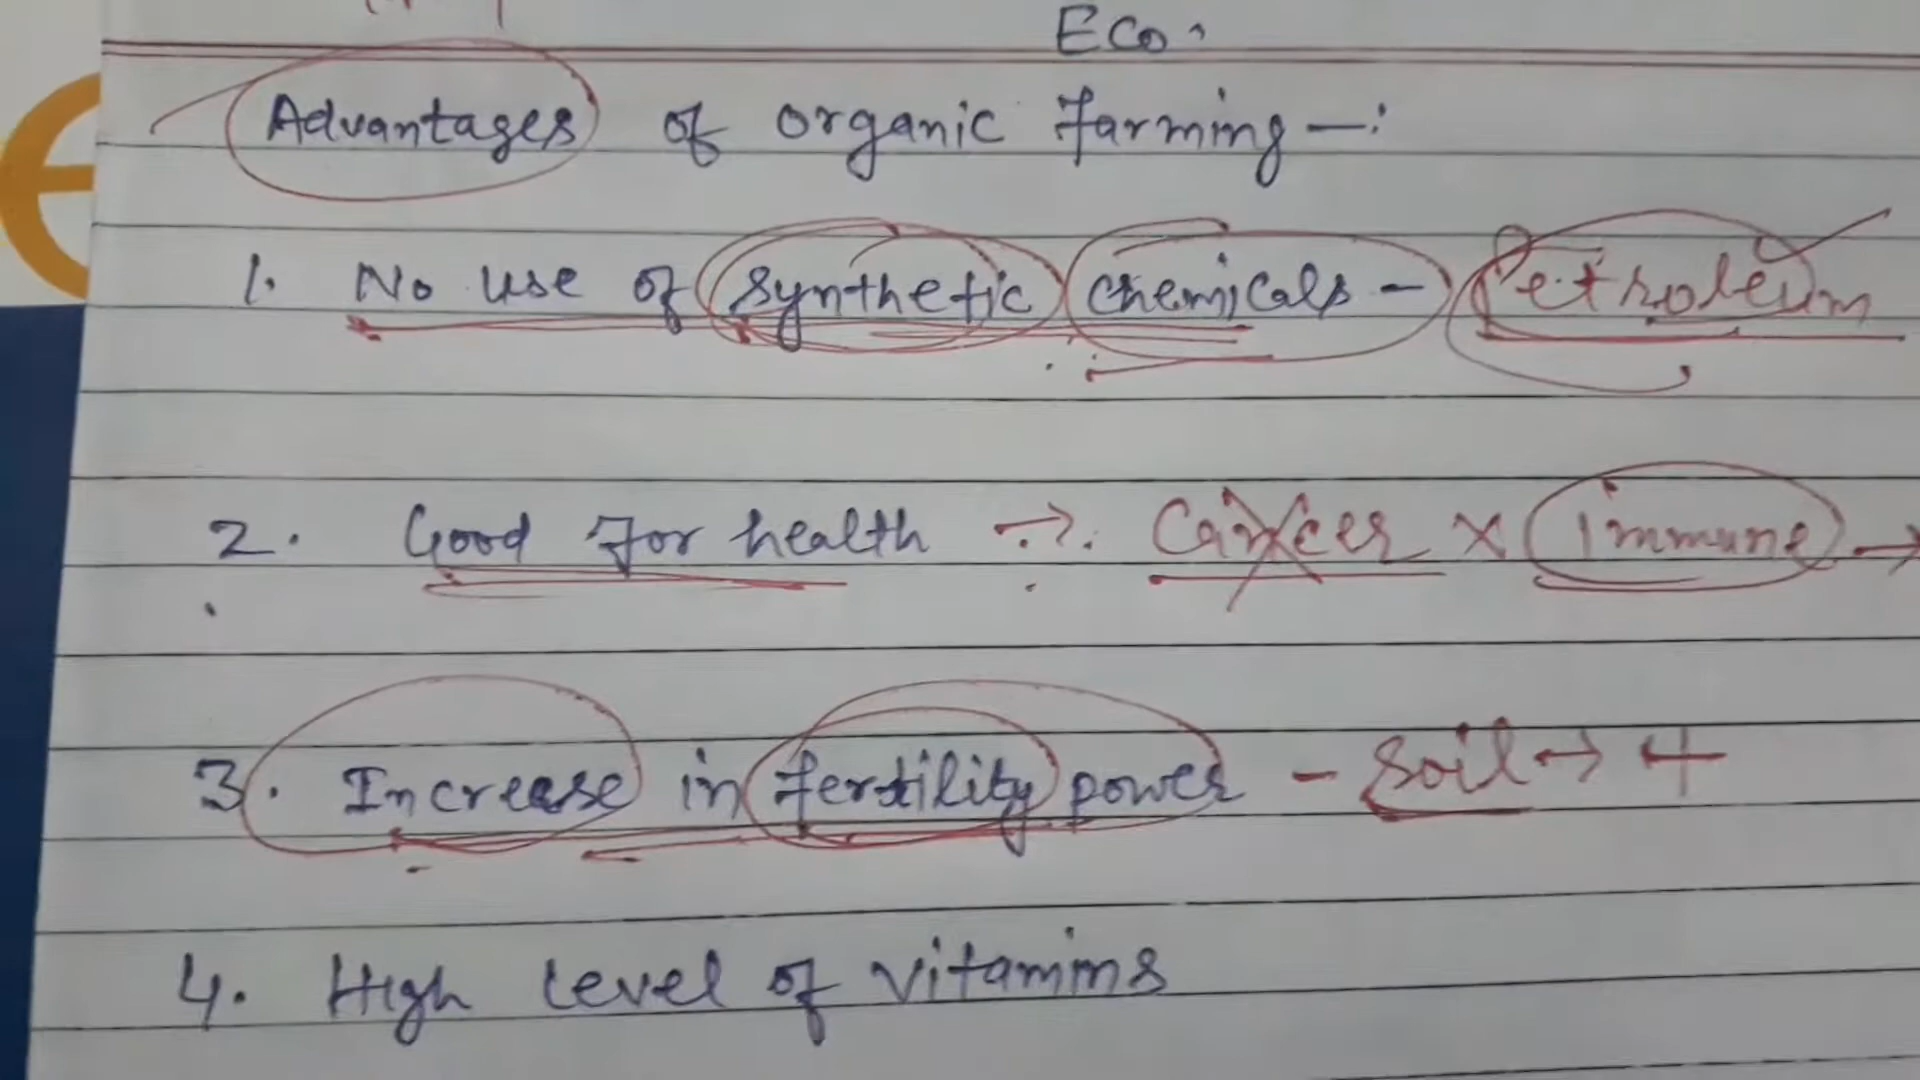 Eco.
Advantages of organic farming -:
1. No use of synthetic chemicals - Petroleum
2. Good for health -> Cancer × immune →
3. Increase in fertility power - Soil → +
4. High level of vitamins